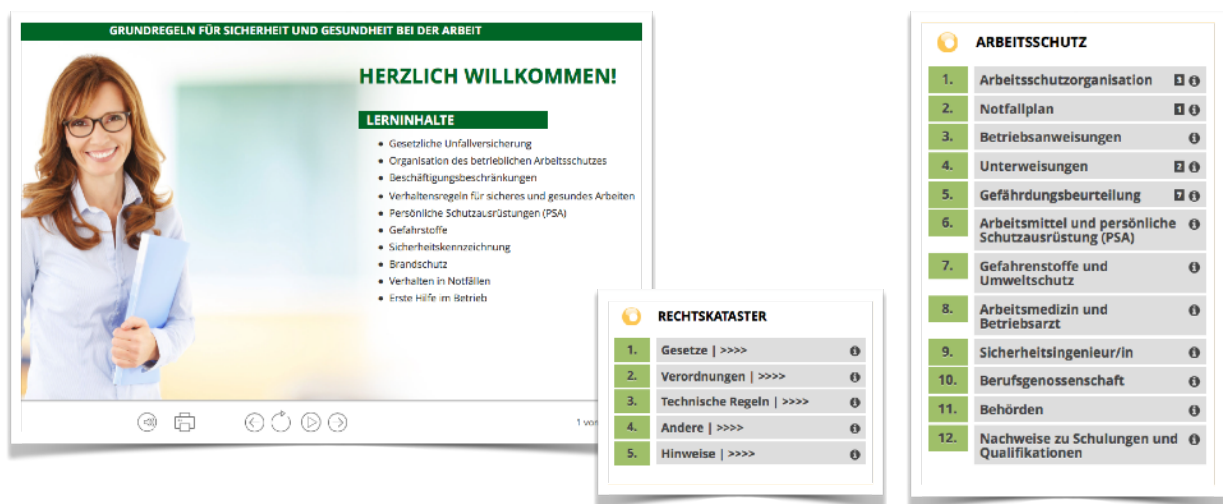 GRUNDREGELN FÜR SICHERHEIT UND GESUNDHEIT BEI DER ARBEIT
HERZLICH WILLKOMMEN!
LERNINHALTE
• Gesetzliche Unfallversicherung
• Organisation des betrieblichen Arbeitsschutzes
• Beschäftigungsbeschränkungen
• Verhaltensregeln für sicheres und gesundes Arbeiten
• Persönliche Schutzausrüstungen (PSA)
• Gefahrstoffe
• Sicherheitskennzeichnung
• Brandschutz
• Verhalten in Notfällen
• Erste Hilfe im Betrieb
1 von
RECHTSKATASTER
1. Gesetze | >>>>
2. Verordnungen | >>>>
3. Technische Regeln | >>>>
4. Andere | >>>>
5. Hinweise | >>>>
ARBEITSSCHUTZ
1. Arbeitsschutzorganisation
2. Notfallplan
3. Betriebsanweisungen
4. Unterweisungen
5. Gefährdungsbeurteilung
6. Arbeitsmittel und persönliche
Schutzausrüstung (PSA)
7. Gefahrenstoffe und
Umweltschutz
8. Arbeitsmedizin und
Betriebsarzt
9. Sicherheitsingenieur/in
10. Berufsgenossenschaft
11. Behörden
12. Nachweise zu Schulungen und
Qualifikationen